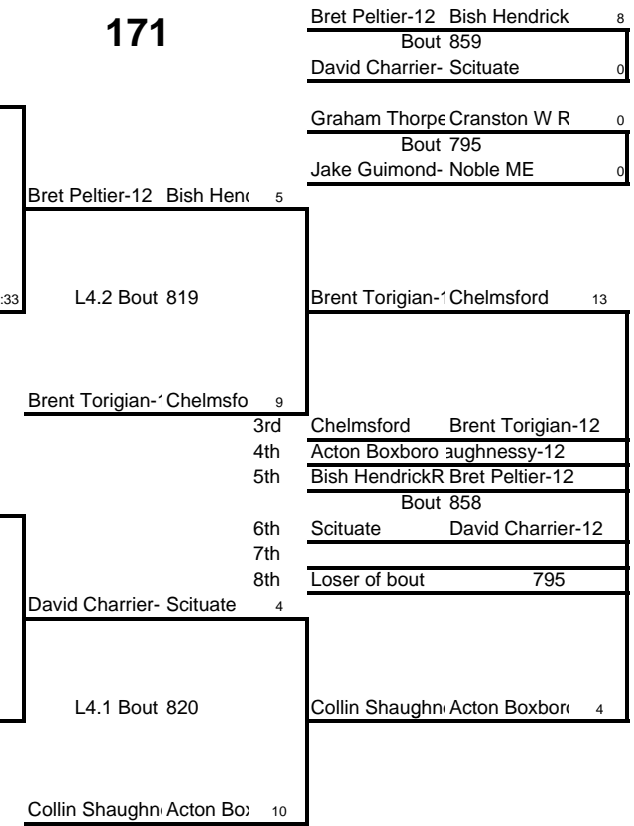 171
Bret Peltier-12 Bish Hendrick 8
Bout 859
David Charrier- Scituate 0
Graham Thorpe Cranston W R 0
Bout 795
Jake Guimond- Noble ME 0
Bret Peltier-12 Bish Hen 5
:33 L4.2 Bout 819 Brent Torigian- Chelmsford 13
Brent Torigian- Chelmsfo 9
3rd Chelmsford Brent Torigian-12
4th Acton Boxboro aughnessy-12
5th Bish HendrickR Bret Peltier-12
Bout 858
6th Scituate David Charrier-12
7th
8th Loser of bout 795
David Charrier- Scituate 4
L4.1 Bout 820 Collin Shaughn Acton Boxbor 4
Collin Shaughn Acton Bo 10